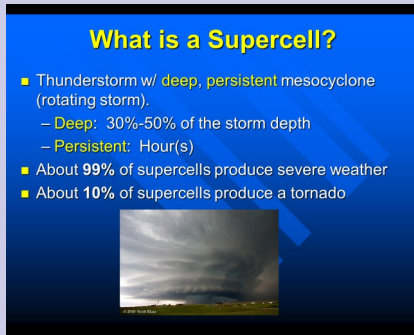 What is a Supercell?
Thunderstorm w/ deep, persistent mesocyclone
(rotating storm).
– Deep: 30%-50% of the storm depth
– Persistent: Hour(s)
About 99% of supercells produce severe weather
About 10% of supercells produce a tornado